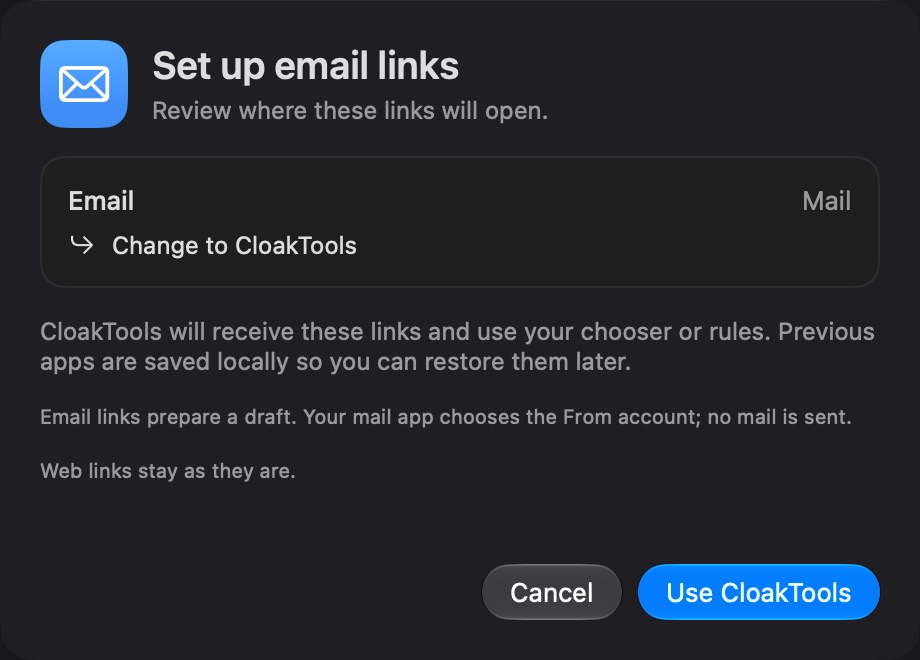 Set up email links
Review where these links will open.
Email
Mail
Change to CloakTools
CloakTools will receive these links and use your chooser or rules. Previous
apps are saved locally so you can restore them later.
Email links prepare a draft. Your mail app chooses the From account; no mail is sent.
Web links stay as they are.
Cancel
Use CloakTools